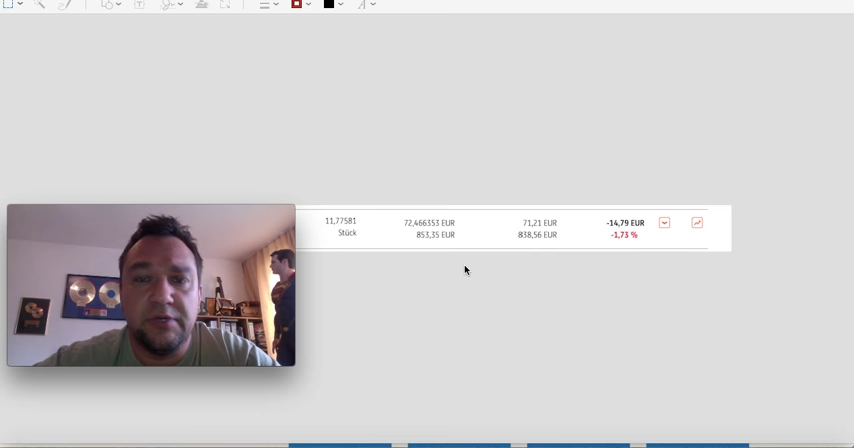 11,77581
Stück
72,466353 EUR
853,35 EUR
71,21 EUR
838,56 EUR
-14,79 EUR
-1,73 %